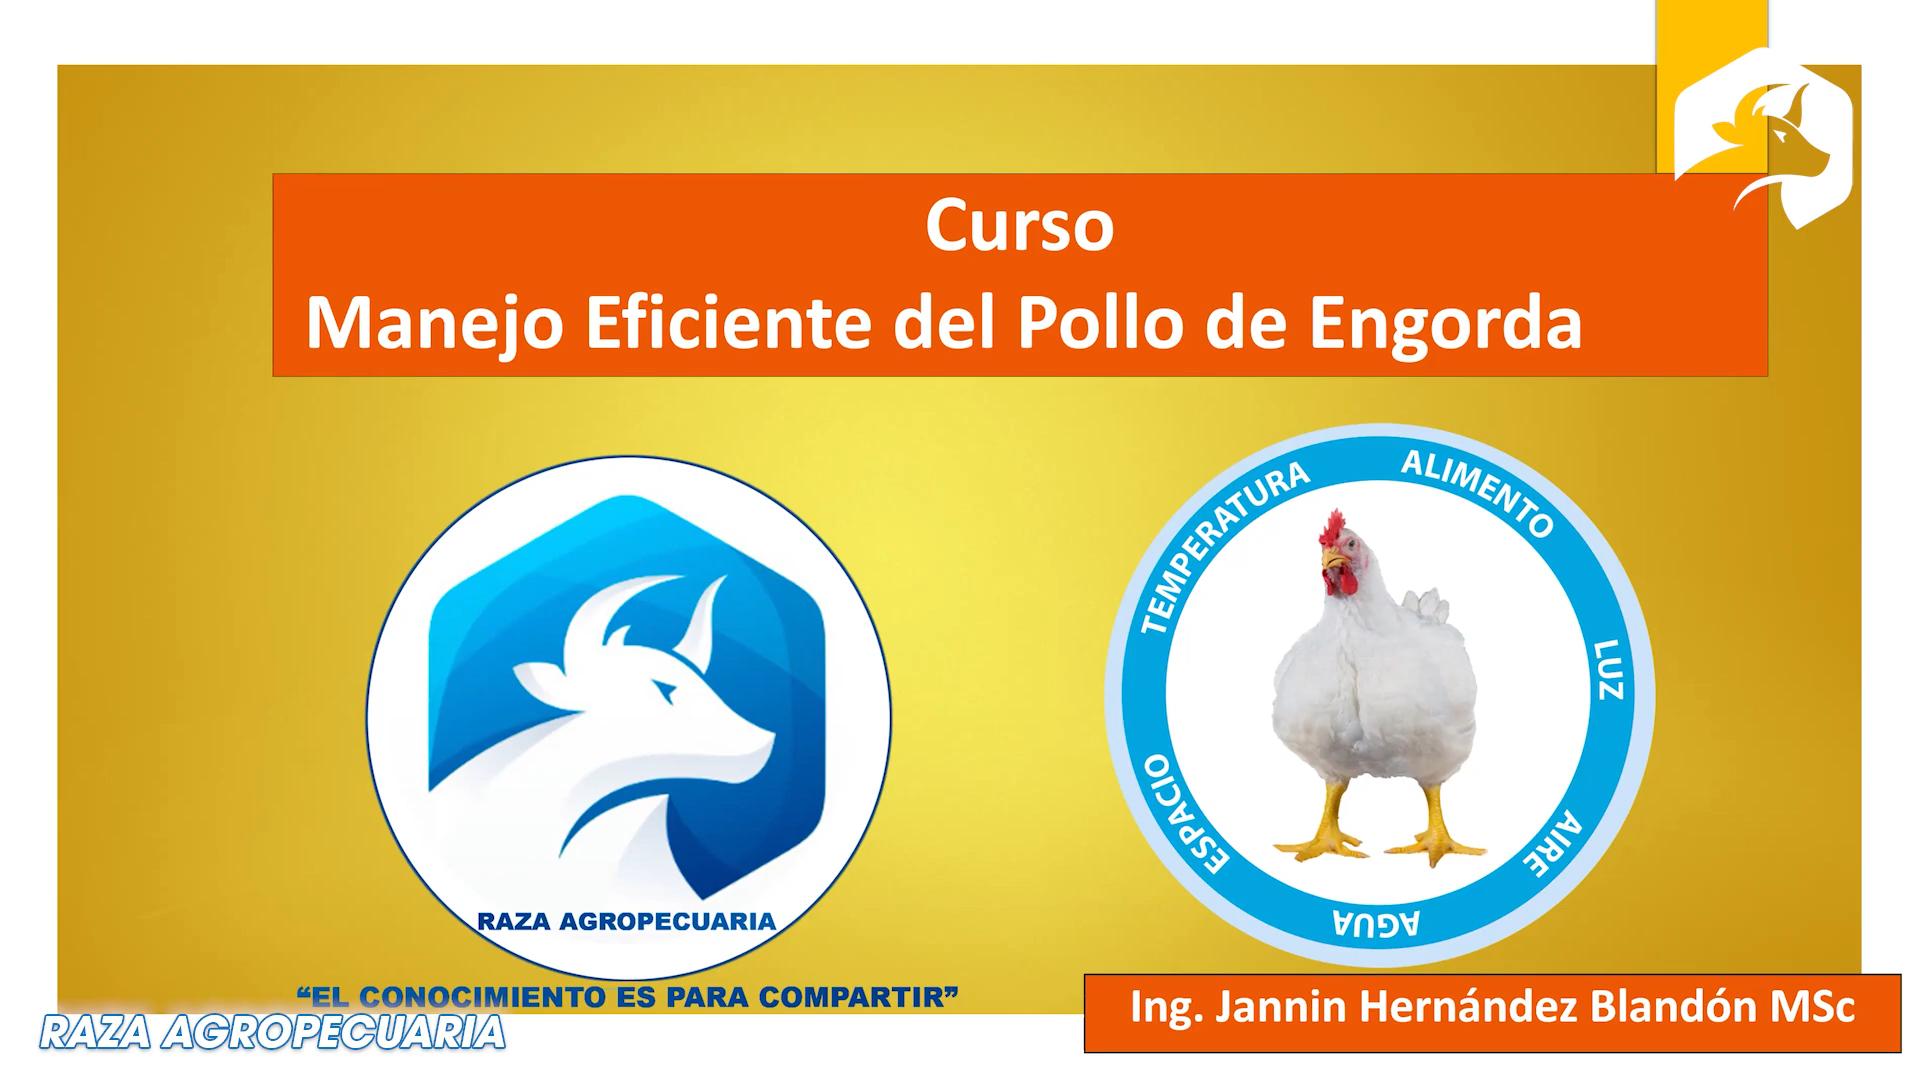 Curso
Manejo Eficiente del Pollo de Engorda
TEMPERATURA
ALIMENTO
LUZ
AIRE
AGUA
ESPACIO
RAZA AGROPECUARIA
“EL CONOCIMIENTO ES PARA COMPARTIR”
RAZA AGROPECUARIA
Ing. Jannin Hernández Blandón MSc